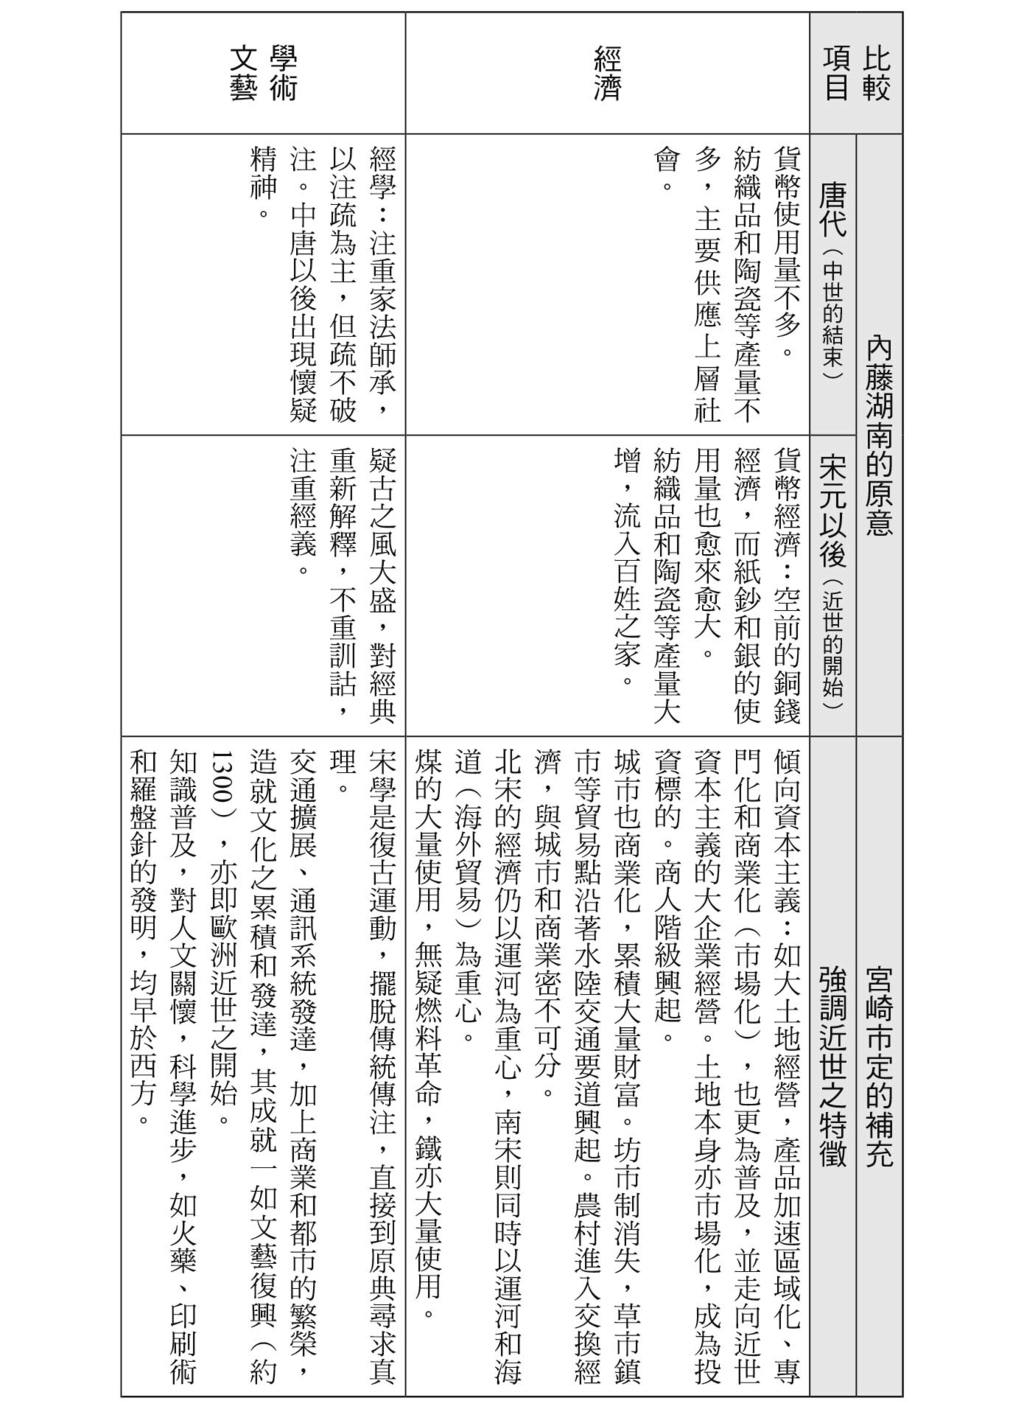 比較
項目
內藤湖南的原意
唐代（中世的結束）
宋元以後（近世的開始）
宮崎市定的補充
強調近世之特徵
經濟
貨幣使用量不多。
紡織品和陶瓷等產量不
多，主要供應上層社
會。
貨幣經濟：空前的銅錢
經濟，而紙鈔和銀的使
用量也愈來愈大。
紡織品和陶瓷等產量大
增，流入百姓之家。
傾向資本主義：如大土地經營，產品加速區域化、專
門化和商業化（市場化），也更為普及，並走向近世
資本主義的大企業經營。土地本身亦市場化，成為投
資標的。商人階級興起。
城市也商業化，累積大量財富。坊市制消失，草市鎮
市等貿易點沿著水陸交通要道興起。農村進入交換經
濟，與城市和商業密不可分。
北宋的經濟仍以運河為重心，南宋則同時以運河和海
道（海外貿易）為重心。
煤的大量使用，無疑燃料革命，鐵亦大量使用。
學術
文藝
經學：注重家法師承，
以注疏為主，但疏不破
注。中唐以後出現懷疑
精神。
疑古之風大盛，對經典
重新解釋，不重訓詁，
注重經義。
宋學是復古運動，擺脫傳統傳注，直接到原典尋求真
理。
交通擴展、通訊系統發達，加上商業和都市的繁榮，
造就文化之累積和發達，其成就一如文藝復興（約
1300），亦即歐洲近世之開始。
知識普及，對人文關懷，科學進步，如火藥、印刷術
和羅盤針的發明，均早於西方。